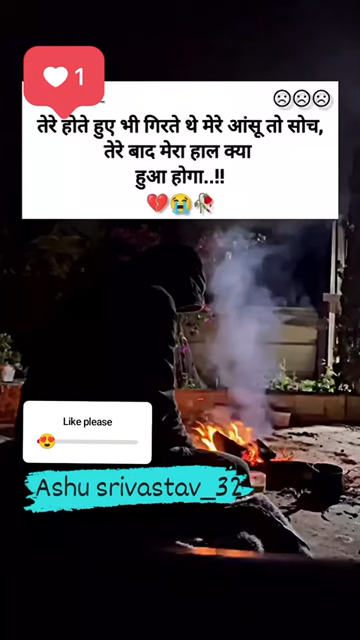 1
तेरे होते हुए भी गिरते थे मेरे आंसू तो सोच,
तेरे बाद मेरा हाल क्या
हुआ होगा..!!
💔😭🥀
Like please
Ashu srivastav_32